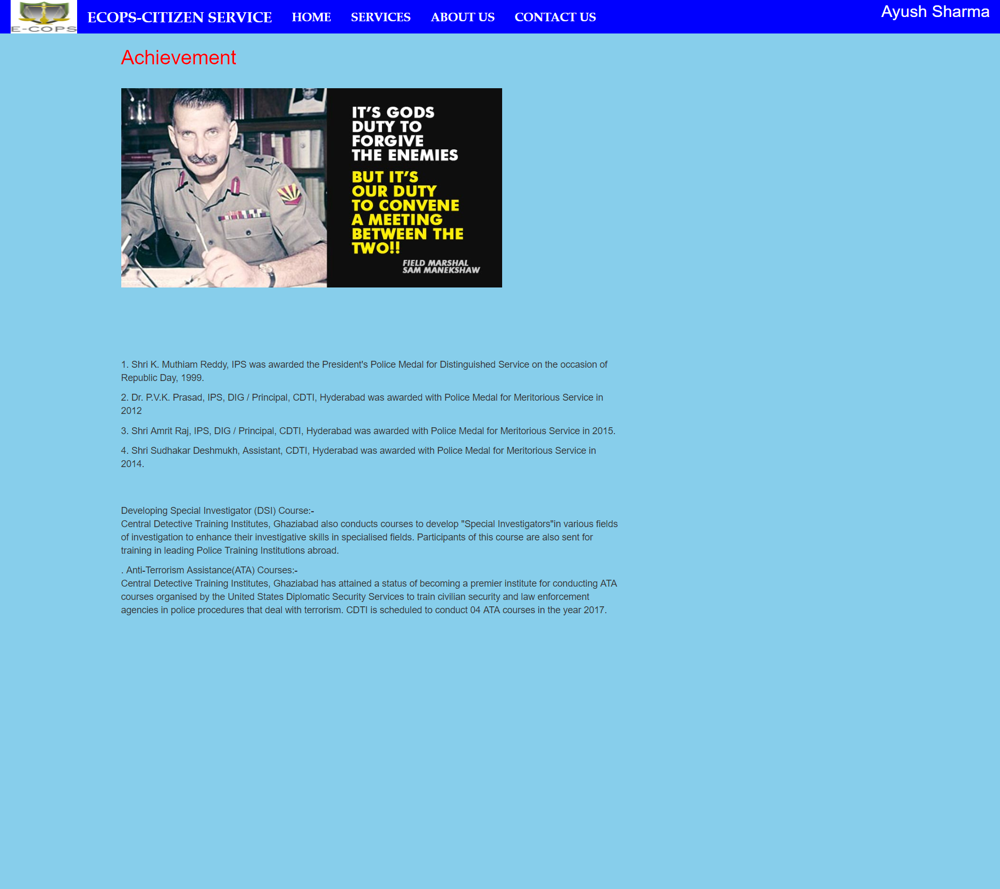 E-COPS
ECOPS-CITIZEN SERVICE HOME SERVICES ABOUT US CONTACT US
Ayush Sharma
Achievement
IT'S GODS
DUTY TO
FORGIVE
THE ENEMIES
BUT IT'S
OUR DUTY
TO CONVENE
A MEETING
BETWEEN THE
TWO!!
FIELD MARSHAL
SAM MANEKSHAW
1. Shri K. Muthiam Reddy, IPS was awarded the President's Police Medal for Distinguished Service on the occasion of
Republic Day, 1999.
2. Dr. P.V.K. Prasad, IPS, DIG / Principal, CDTI, Hyderabad was awarded with Police Medal for Meritorious Service in
2012
3. Shri Amrit Raj, IPS, DIG / Principal, CDTI, Hyderabad was awarded with Police Medal for Meritorious Service in 2015.
4. Shri Sudhakar Deshmukh, Assistant, CDTI, Hyderabad was awarded with Police Medal for Meritorious Service in
2014.
Developing Special Investigator (DSI) Course:-
Central Detective Training Institutes, Ghaziabad also conducts courses to develop "Special Investigators"in various fields
of investigation to enhance their investigative skills in specialised fields. Participants of this course are also sent for
training in leading Police Training Institutions abroad.
. Anti-Terrorism Assistance(ATA) Courses:-
Central Detective Training Institutes, Ghaziabad has attained a status of becoming a premier institute for conducting ATA
courses organised by the United States Diplomatic Security Services to train civilian security and law enforcement
agencies in police procedures that deal with terrorism. CDTI is scheduled to conduct 04 ATA courses in the year 2017.